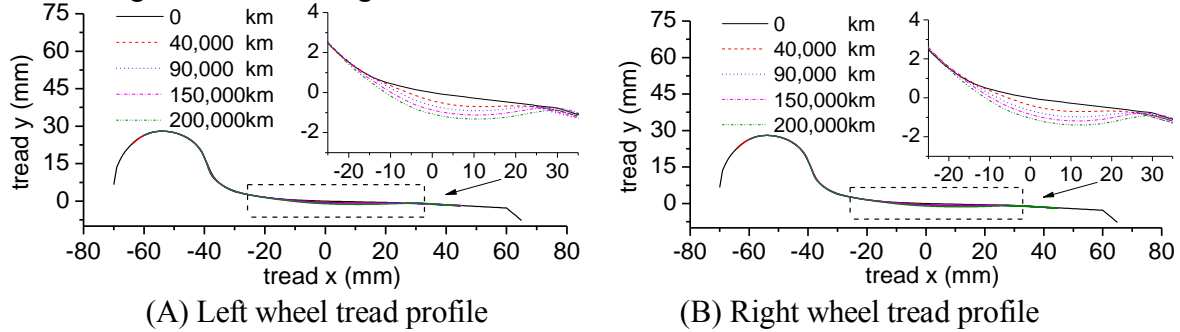 0 km
40,000 km
90,000 km
150,000km
200,000km
tread y (mm)
75
60
45
30
15
0
4
2
0
-2
-20 -10 0 10 20 30
-80 -60 -40 -20 0 20 40 60 80
tread x (mm)
(A) Left wheel tread profile
0 km
40,000 km
90,000 km
150,000km
200,000km
tread y (mm)
75
60
45
30
15
0
4
2
0
-2
-20 -10 0 10 20 30
-80 -60 -40 -20 0 20 40 60 80
tread x (mm)
(B) Right wheel tread profile